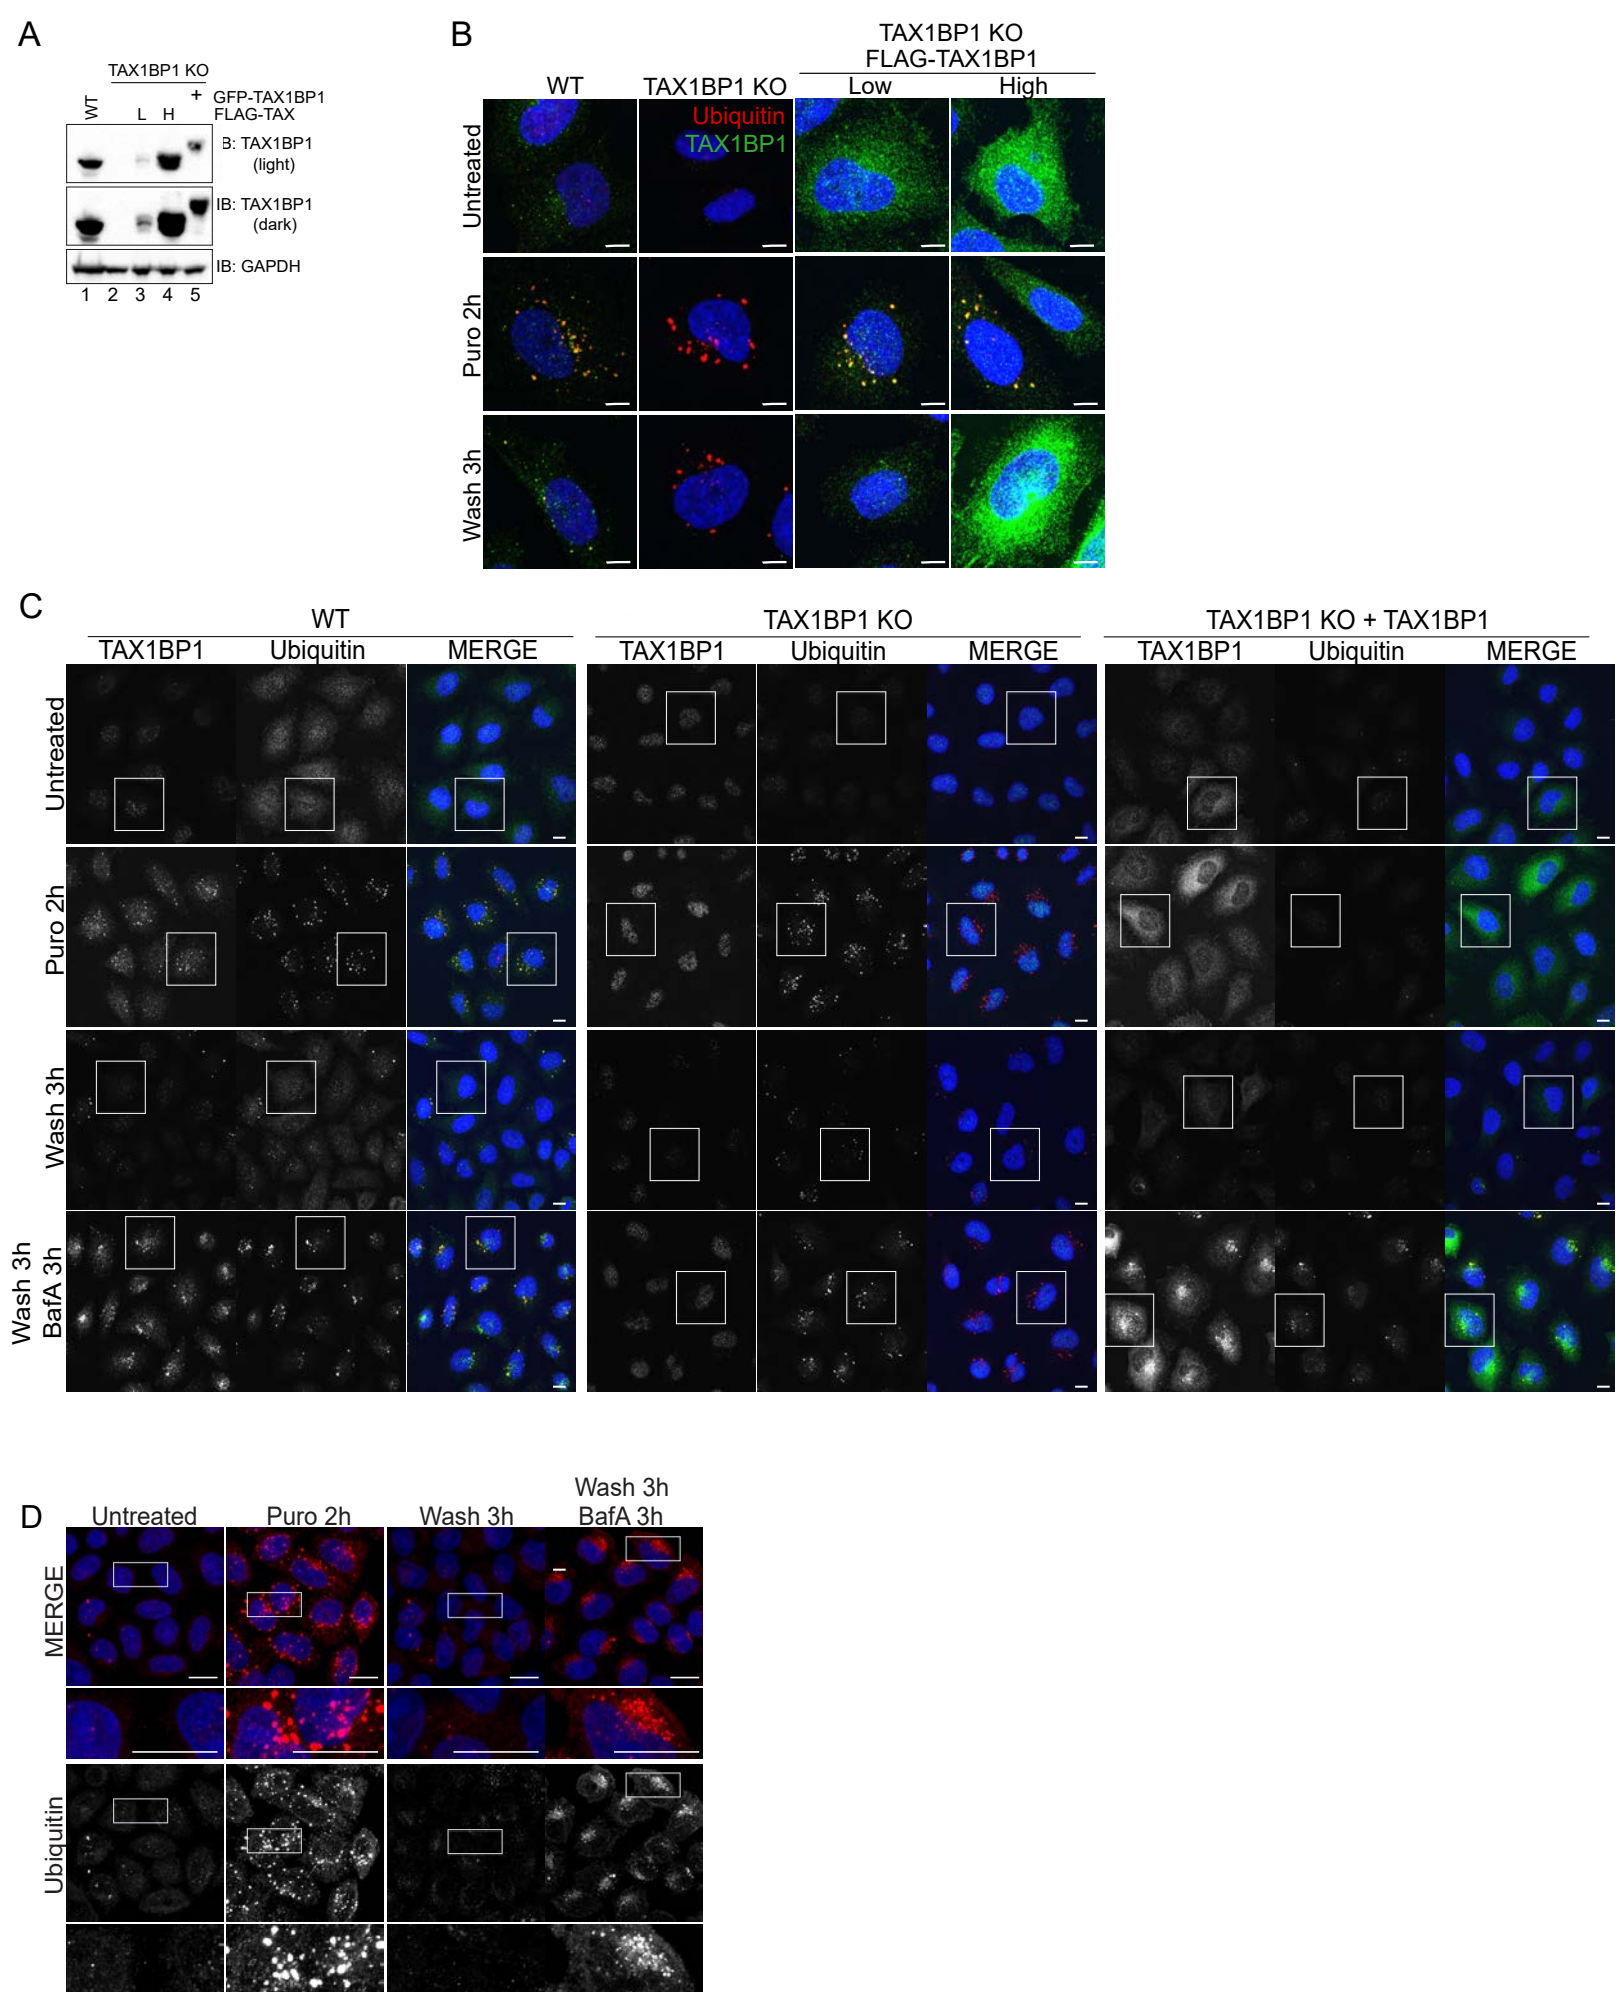 A
TAX1BP1 KO
WT
L
H
+
GFP-TAX1BP1
FLAG-TAX
B: TAX1BP1
(light)
IB: TAX1BP1
(dark)
IB: GAPDH
1 2 3 4 5
B
TAX1BP1 KO
FLAG-TAX1BP1
WT
TAX1BP1 KO
Low
High
Ubiquitin
TAX1BP1
Untreated
Puro 2h
Wash 3h
C
WT
TAX1BP1 KO
TAX1BP1 KO + TAX1BP1
TAX1BP1 Ubiquitin MERGE
TAX1BP1 Ubiquitin MERGE
TAX1BP1 Ubiquitin MERGE
Untreated
Puro 2h
Wash 3h
Wash 3h
BafA 3h
D
Untreated
Puro 2h
Wash 3h
Wash 3h
BafA 3h
MERGE
Ubiquitin